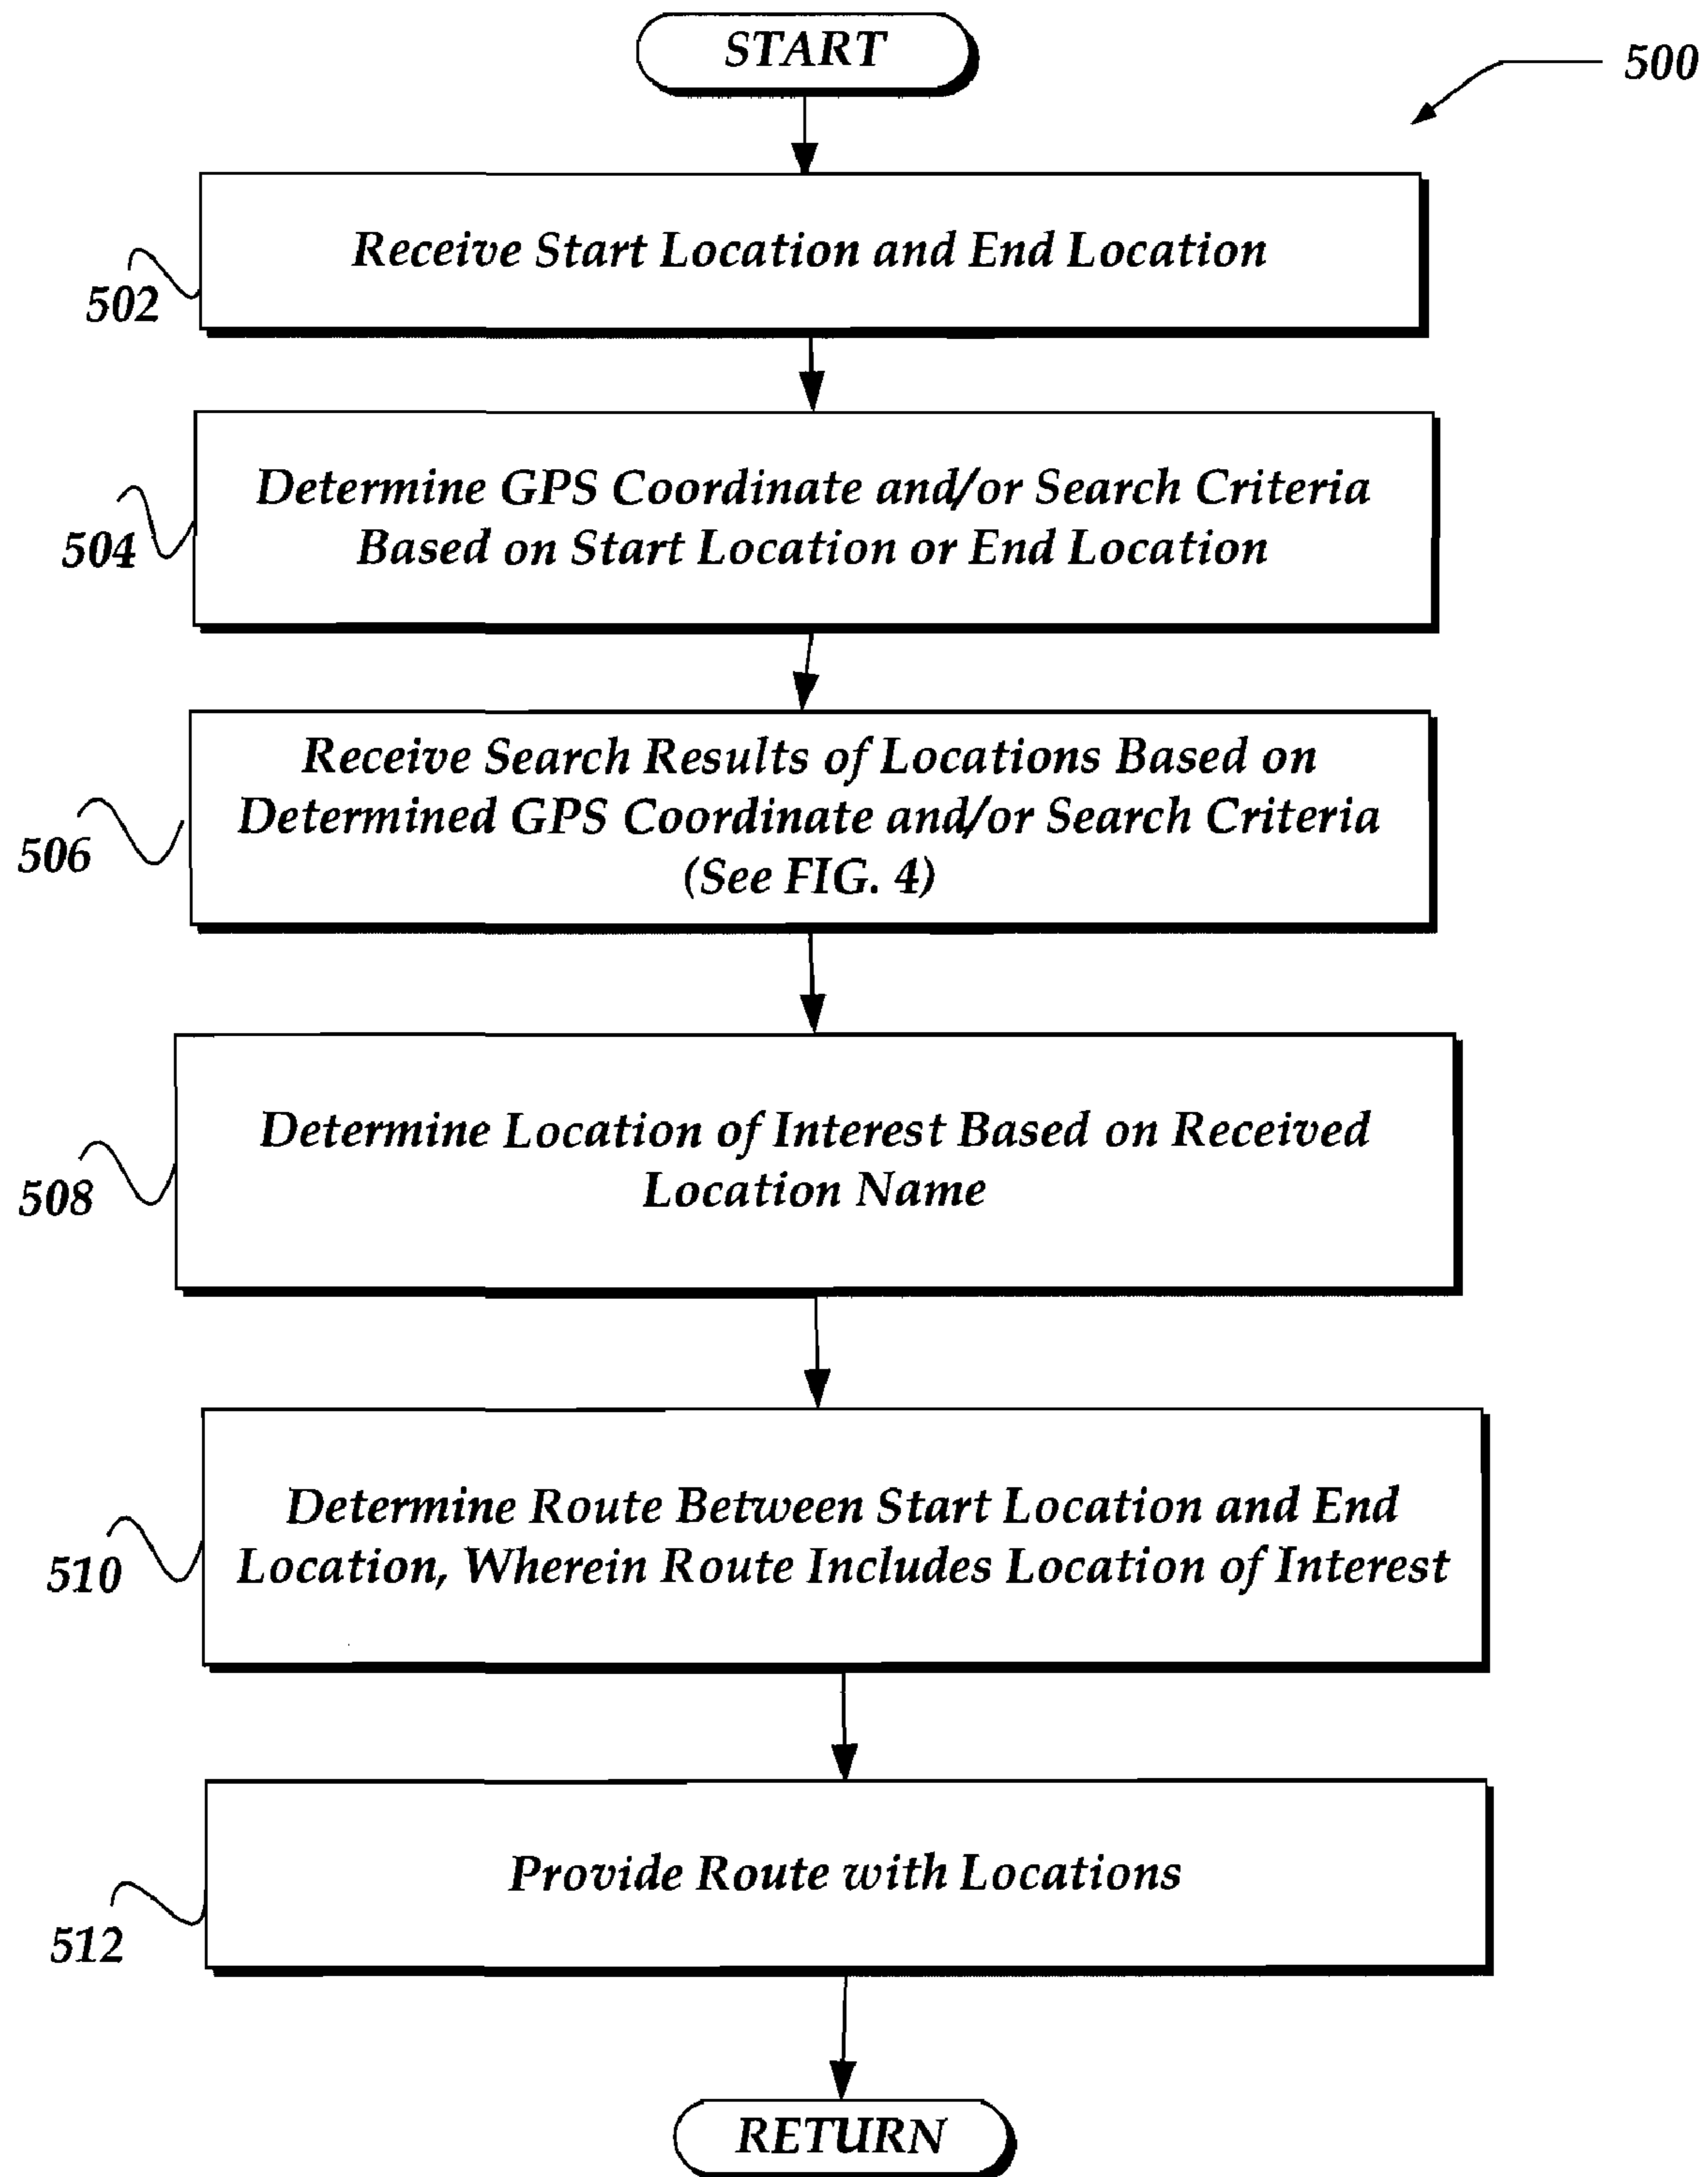 START
500
Receive Start Location and End Location
502
Determine GPS Coordinate and/or Search Criteria
Based on Start Location or End Location
504
Receive Search Results of Locations Based on
Determined GPS Coordinate and/or Search Criteria
(See FIG. 4)
506
Determine Location of Interest Based on Received
Location Name
508
Determine Route Between Start Location and End
Location, Wherein Route Includes Location of Interest
510
Provide Route with Locations
512
RETURN